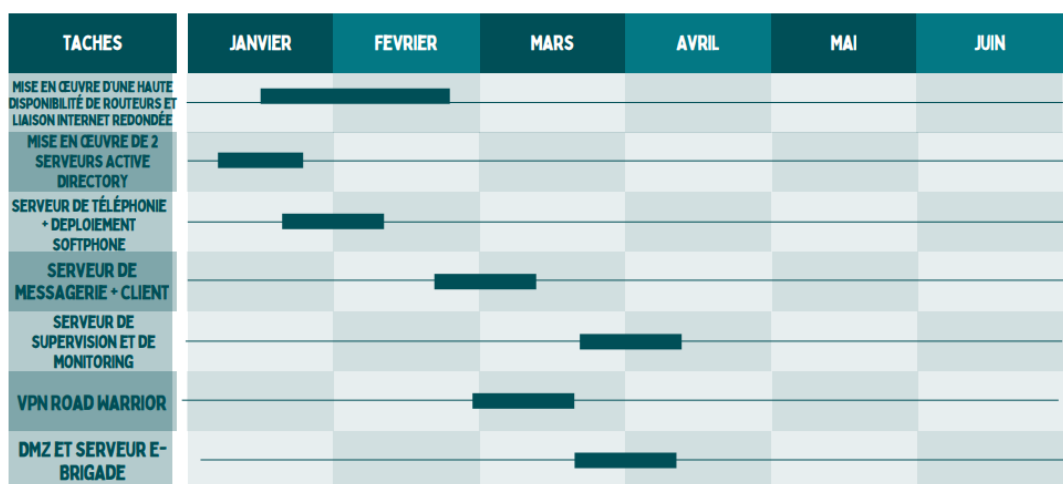 TACHES JANVIER FEVRIER MARS AVRIL MAI JUIN
MISE EN ŒUVRE D'UNE HAUTE
DISPONIBILITÉ DE ROUTEURS ET
LIAISON INTERNET REDONDÉE
MISE EN ŒUVRE DE 2
SERVEURS ACTIVE
DIRECTORY
SERVEUR DE TÉLÉPHONIE
+ DEPLOIEMENT
SOFTPHONE
SERVEUR DE
MESSAGERIE + CLIENT
SERVEUR DE
SUPERVISION ET DE
MONITORING
VPN ROAD WARRIOR
DMZ ET SERVEUR E-
BRIGADE